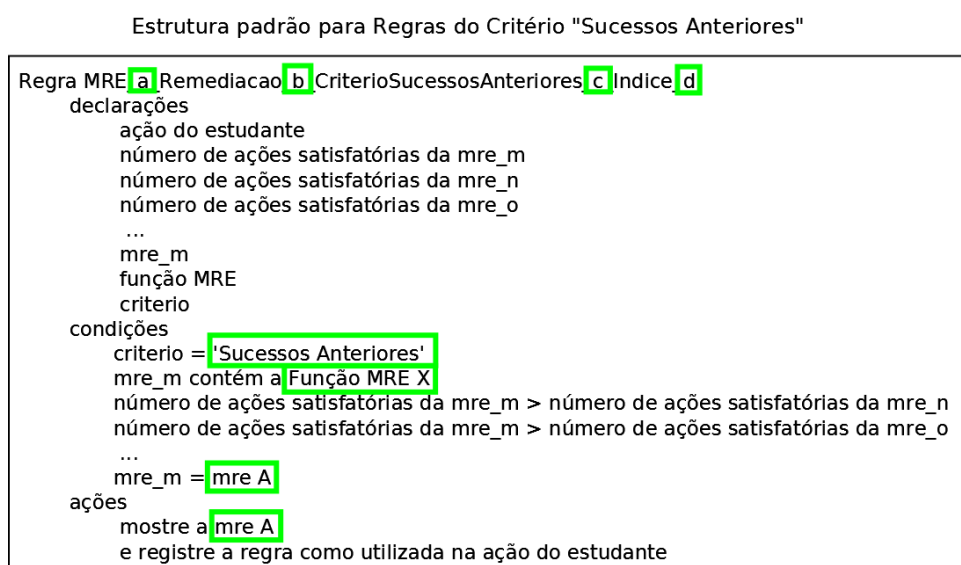 Estrutura padrão para Regras do Critério "Sucessos Anteriores"
Regra MRE_a_Remediacao_b_CriterioSucessosAnteriores_c_Indice_d
declarações
ação do estudante
número de ações satisfatórias da mre_m
número de ações satisfatórias da mre_n
número de ações satisfatórias da mre_o
...
mre_m
função MRE
criterio
condições
criterio = 'Sucessos Anteriores'
mre_m contém a Função MRE X
número de ações satisfatórias da mre_m > número de ações satisfatórias da mre_n
número de ações satisfatórias da mre_m > número de ações satisfatórias da mre_o
...
mre_m = mre A
ações
mostre a mre A
e registre a regra como utilizada na ação do estudante